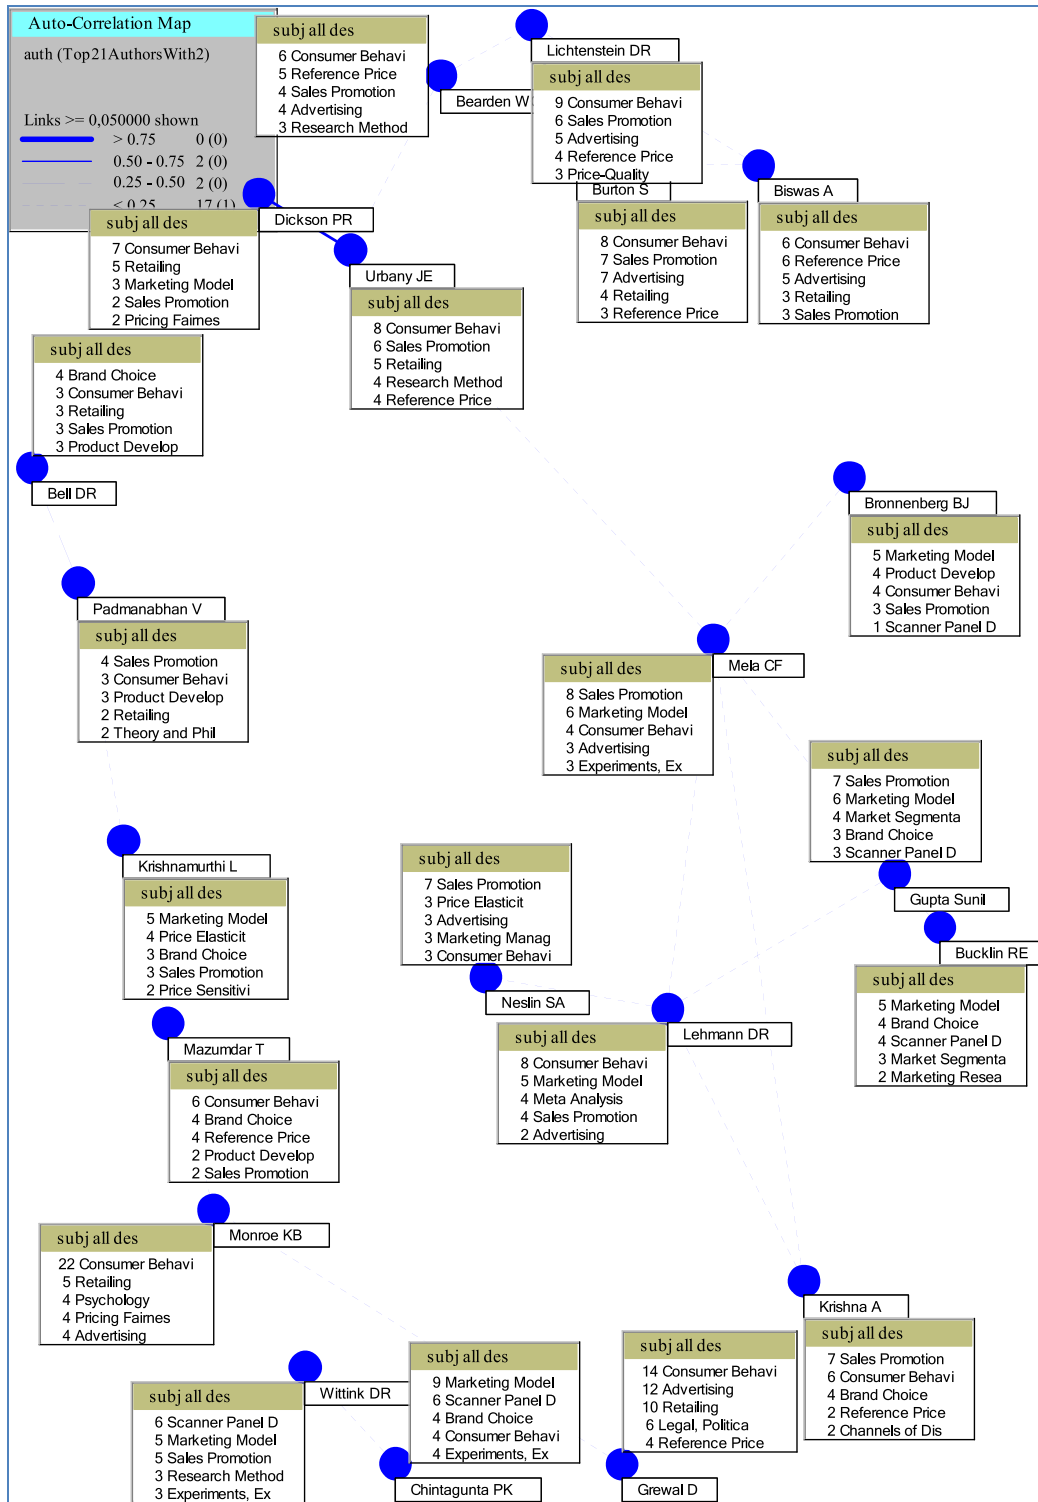 Auto-Correlation Map
auth (Top21AuthorsWith2)
Links >= 0,050000 shown
> 0.75 0 (0)
0.50 - 0.75 2 (0)
0.25 - 0.50 2 (0)
< 0.25 17 (1)
subj all des
6 Consumer Behavi
5 Reference Price
4 Sales Promotion
4 Advertising
3 Research Method
Bearden W
Lichtenstein DR
subj all des
9 Consumer Behavi
6 Sales Promotion
5 Advertising
4 Reference Price
3 Price-Quality
Burton S
subj all des
8 Consumer Behavi
7 Sales Promotion
7 Advertising
4 Retailing
3 Reference Price
Biswas A
subj all des
6 Consumer Behavi
6 Reference Price
5 Advertising
3 Retailing
3 Sales Promotion
Dickson PR
subj all des
7 Consumer Behavi
5 Retailing
3 Marketing Model
2 Sales Promotion
2 Pricing Fairnes
Urbany JE
subj all des
8 Consumer Behavi
6 Sales Promotion
5 Retailing
4 Research Method
4 Reference Price
subj all des
4 Brand Choice
3 Consumer Behavi
3 Retailing
3 Sales Promotion
3 Product Develop
Bell DR
Bronnenberg BJ
subj all des
5 Marketing Model
4 Product Develop
4 Consumer Behavi
3 Sales Promotion
1 Scanner Panel D
Padmanabhan V
subj all des
4 Sales Promotion
3 Consumer Behavi
3 Product Develop
2 Retailing
2 Theory and Phil
Mela CF
subj all des
8 Sales Promotion
6 Marketing Model
4 Consumer Behavi
3 Advertising
3 Experiments, Ex
subj all des
7 Sales Promotion
6 Marketing Model
4 Market Segmenta
3 Brand Choice
3 Scanner Panel D
Gupta Sunil
Krishnamurthi L
subj all des
5 Marketing Model
4 Price Elasticit
3 Brand Choice
3 Sales Promotion
2 Price Sensitivi
subj all des
7 Sales Promotion
3 Price Elasticit
3 Advertising
3 Marketing Manag
3 Consumer Behavi
Neslin SA
Bucklin RE
subj all des
5 Marketing Model
4 Brand Choice
4 Scanner Panel D
3 Market Segmenta
2 Marketing Resea
Lehmann DR
subj all des
8 Consumer Behavi
5 Marketing Model
4 Meta Analysis
4 Sales Promotion
2 Advertising
Mazumdar T
subj all des
6 Consumer Behavi
4 Brand Choice
4 Reference Price
2 Product Develop
2 Sales Promotion
Monroe KB
subj all des
22 Consumer Behavi
5 Retailing
4 Psychology
4 Pricing Fairnes
4 Advertising
Krishna A
subj all des
7 Sales Promotion
6 Consumer Behavi
4 Brand Choice
2 Reference Price
2 Channels of Dis
Wittink DR
subj all des
6 Scanner Panel D
5 Marketing Model
5 Sales Promotion
3 Research Method
3 Experiments, Ex
subj all des
9 Marketing Model
6 Scanner Panel D
4 Brand Choice
4 Consumer Behavi
4 Experiments, Ex
Chintagunta PK
subj all des
14 Consumer Behavi
12 Advertising
10 Retailing
6 Legal, Politica
4 Reference Price
Grewal D